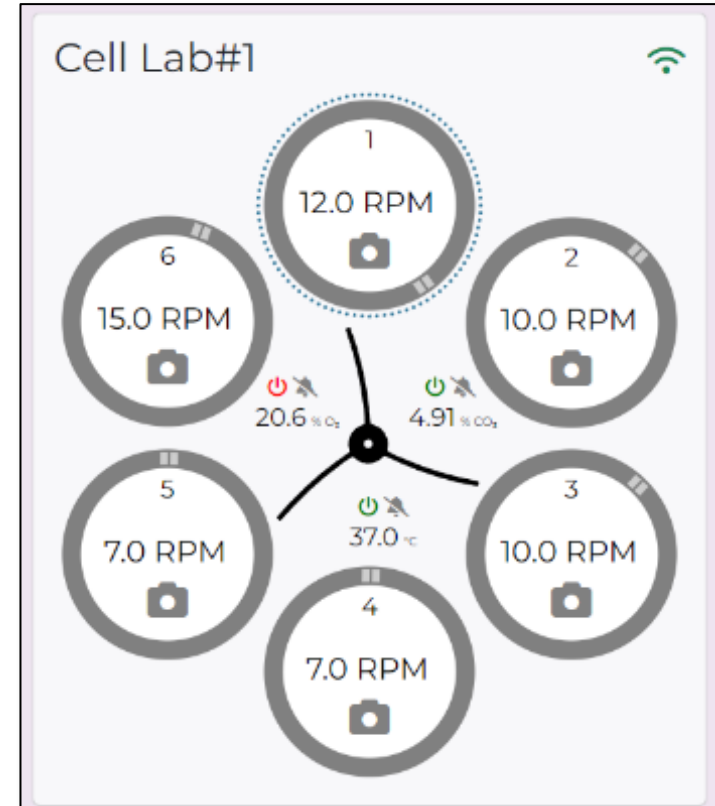 Cell Lab#1
1
12.0 RPM
6
15.0 RPM
2
10.0 RPM
20.6 % O₂
4.91 % CO₂
5
7.0 RPM
3
10.0 RPM
37.0 °C
4
7.0 RPM